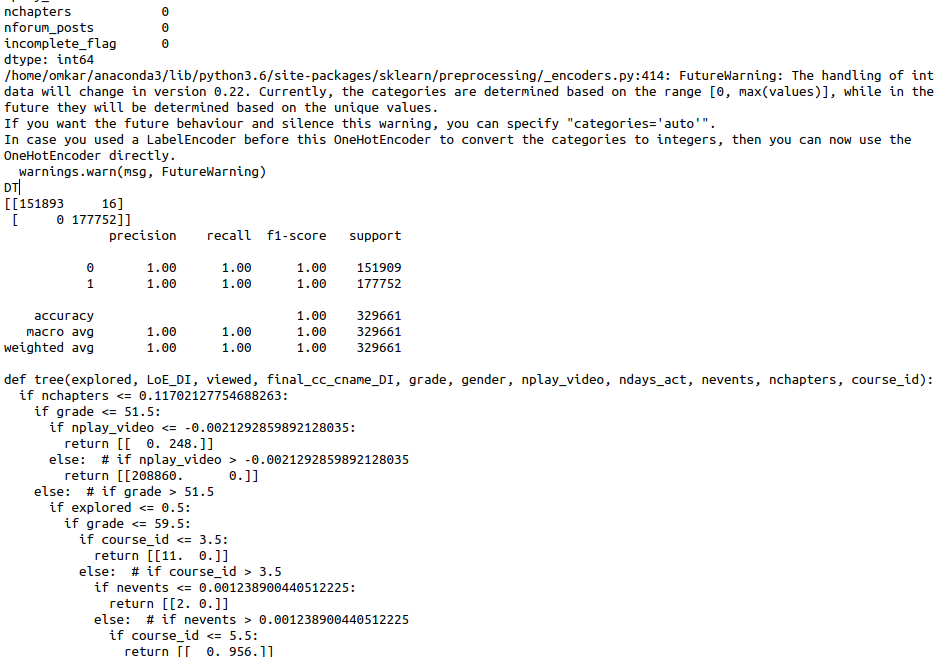 nchapters 0
nforum_posts 0
incomplete_flag 0
dtype: int64
/home/omkar/anaconda3/lib/python3.6/site-packages/sklearn/preprocessing/_encoders.py:414: FutureWarning: The handling of int
data will change in version 0.22. Currently, the categories are determined based on the range [0, max(values)], while in the
future they will be determined based on the unique values.
If you want the future behaviour and silence this warning, you can specify "categories='auto'".
In case you used a LabelEncoder before this OneHotEncoder to convert the categories to integers, then you can now use the
OneHotEncoder directly.
  warnings.warn(msg, FutureWarning)
DT
[[151893     16]
 [     0 177752]]
              precision    recall  f1-score   support
           0       1.00      1.00      1.00    151909
           1       1.00      1.00      1.00    177752
    accuracy                           1.00    329661
   macro avg       1.00      1.00      1.00    329661
weighted avg       1.00      1.00      1.00    329661
def tree(explored, LoE_DI, viewed, final_cc_cname_DI, grade, gender, nplay_video, ndays_act, nevents, nchapters, course_id):
  if nchapters <= 0.11702127754688263:
    if grade <= 51.5:
      if nplay_video <= -0.0021292859892128035:
        return [[  0. 248.]]
      else:  # if nplay_video > -0.0021292859892128035
        return [[208860.      0.]]
    else:  # if grade > 51.5
      if explored <= 0.5:
        if grade <= 59.5:
          if course_id <= 3.5:
            return [[11.  0.]]
          else:  # if course_id > 3.5
            if nevents <= 0.001238900440512225:
              return [[2. 0.]]
            else:  # if nevents > 0.001238900440512225
              if course_id <= 5.5:
                return [[  0. 956.]]